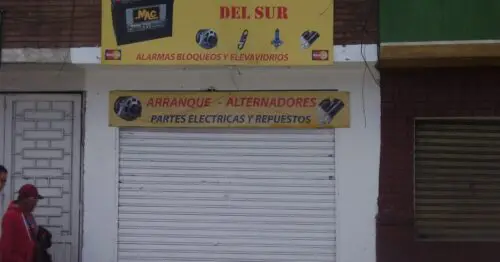 MAC
DEL SUR
ALARMAS BLOQUEOS Y ELEVAVIDRIOS
ARRANQUE - ALTERNADORES
PARTES ELECTRICAS Y REPUESTOS